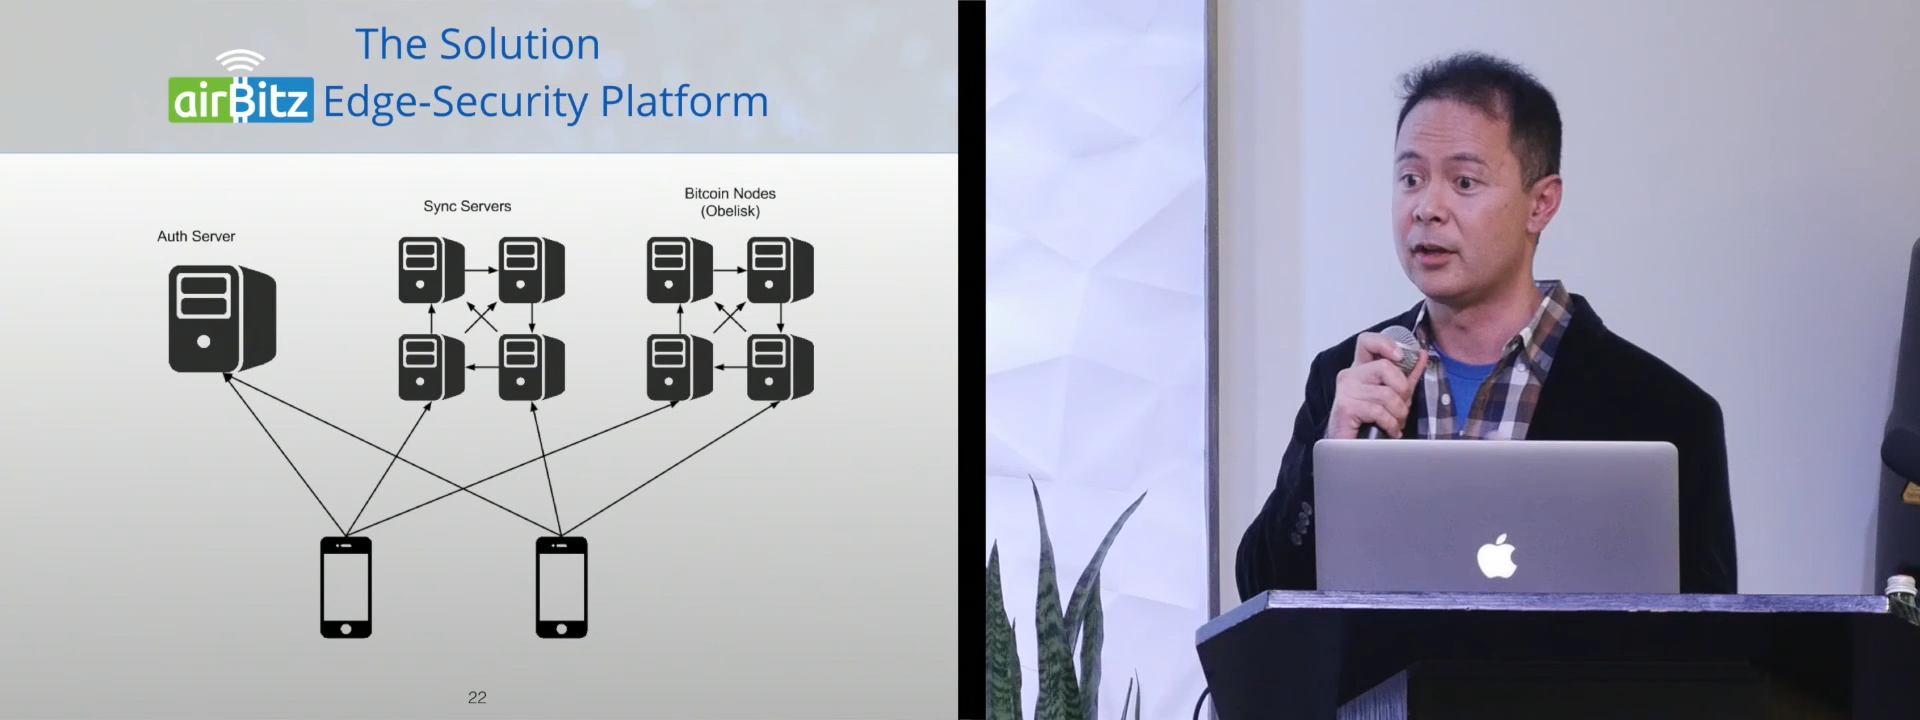 The Solution
airBitz Edge-Security Platform
Auth Server
Sync Servers
Bitcoin Nodes
(Obelisk)
22